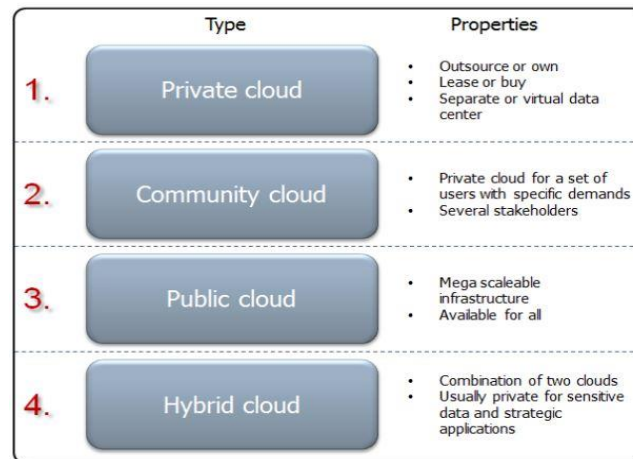 Type Properties
1. Private cloud
• Outsource or own
• Lease or buy
• Separate or virtual data
center
2. Community cloud
• Private cloud for a set of
users with specific demands
• Several stakeholders
3. Public cloud
• Mega scaleable
infrastructure
• Available for all
4. Hybrid cloud
• Combination of two clouds
• Usually private for sensitive
data and strategic
applications